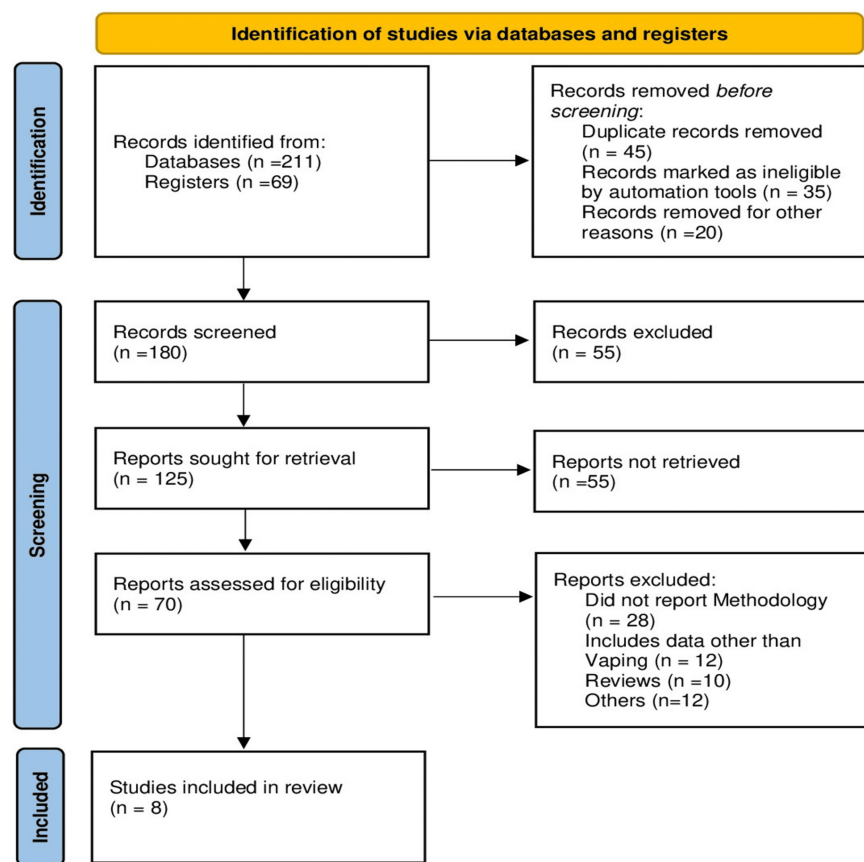 Identification of studies via databases and registers
Identification
Records identified from:
Databases (n =211)
Registers (n =69)
Records removed before
screening:
Duplicate records removed
(n = 45)
Records marked as ineligible
by automation tools (n = 35)
Records removed for other
reasons (n =20)
Screening
Records screened
(n =180)
Records excluded
(n = 55)
Reports sought for retrieval
(n = 125)
Reports not retrieved
(n =55)
Reports assessed for eligibility
(n = 70)
Reports excluded:
Did not report Methodology
(n = 28)
Includes data other than
Vaping (n = 12)
Reviews (n =10)
Others (n=12)
Included
Studies included in review
(n = 8)